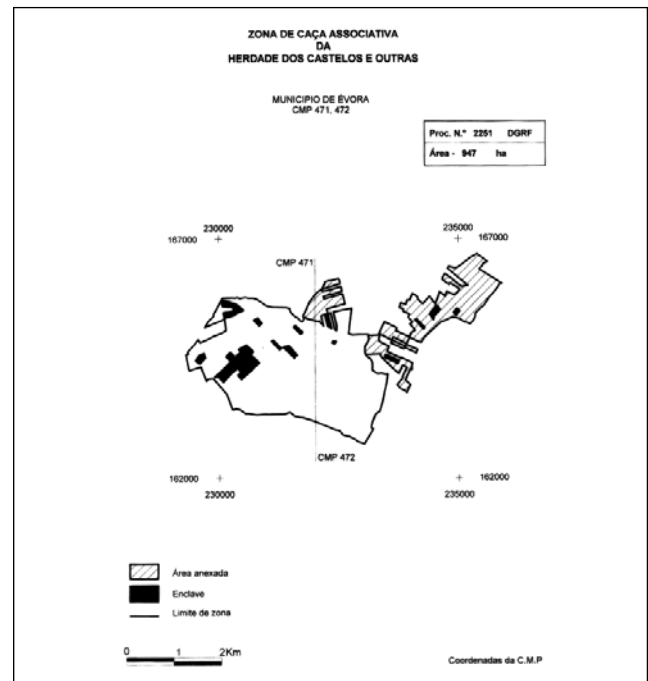 ZONA DE CAÇA ASSOCIATIVA
DA
HERDADE DOS CASTELOS E OUTRAS
MUNICIPIO DE ÉVORA
CMP 471, 472
Proc. N.º 2251 DGRF
Área - 947 ha
230000
167000
235000
167000
CMP 471
CMP 472
162000
230000
162000
235000
Área anexada
Enclave
Limite de zona
0 1 2Km
Coordenadas da C.M.P